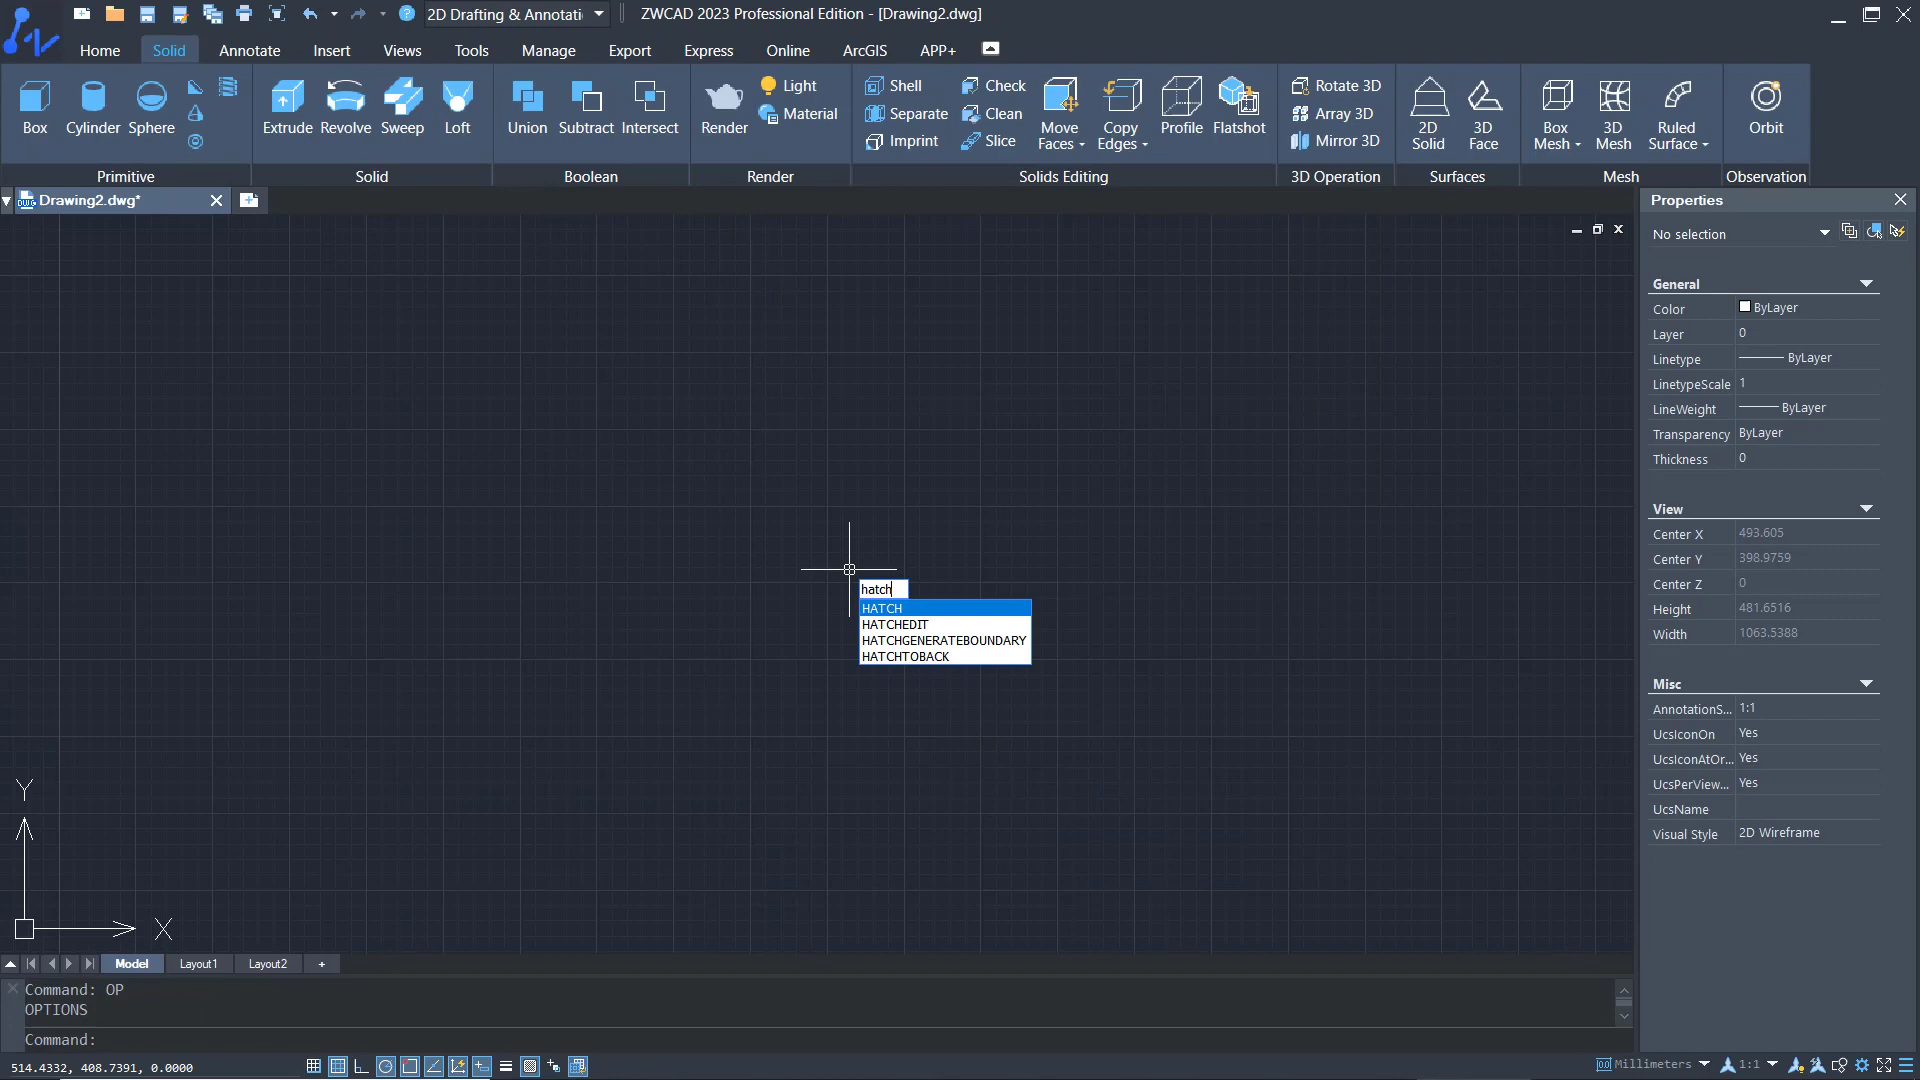 2D Drafting & Annotati
ZWCAD 2023 Professional Edition - [Drawing2.dwg]
Home Solid Annotate Insert Views Tools Manage Export Express Online ArcGIS APP+
Box Cylinder Sphere
Primitive
Extrude Revolve Sweep Loft
Solid
Union Subtract Intersect
Boolean
Render
Light
Material
Render
Shell
Separate
Imprint
Check
Clean
Slice
Move
Faces
Copy
Edges
Profile Flatshot
Solids Editing
Rotate 3D
Array 3D
Mirror 3D
3D Operation
2D
Solid
3D
Face
Surfaces
Box
Mesh
3D
Mesh
Ruled
Surface
Mesh
Orbit
Observation
DWG
Drawing2.dwg*
hatch
HATCH
HATCHEDIT
HATCHGENERATEBOUNDARY
HATCHTOBACK
Y
X
Properties
No selection
General
Color ByLayer
Layer 0
Linetype ByLayer
LinetypeScale 1
LineWeight ByLayer
Transparency ByLayer
Thickness 0
View
Center X 493.605
Center Y 398.9759
Center Z 0
Height 481.6516
Width 1063.5388
Misc
AnnotationS... 1:1
UcsIconOn Yes
UcsIconAtOr... Yes
UcsPerView... Yes
UcsName
Visual Style 2D Wireframe
Model Layout1 Layout2 +
Command: OP
OPTIONS
Command:
514.4332, 408.7391, 0.0000
Millimeters 1:1